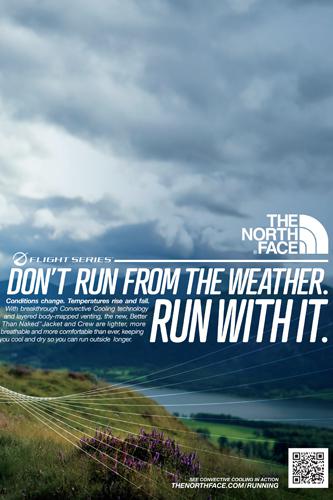 THE
NORTH
FACE
FLIGHT SERIES™
DON'T RUN FROM THE WEATHER.
RUN WITH IT.
Conditions change. Temperatures rise and fall.
With breakthrough Convective Cooling technology
and layered body-mapped venting, the new, Better
Than Naked™ Jacket and Crew are lighter, more
breathable and more comfortable than ever, keeping
you cool and dry so you can run outside longer.
SEE CONVECTIVE COOLING IN ACTION
THENORTHFACE.COM/RUNNING